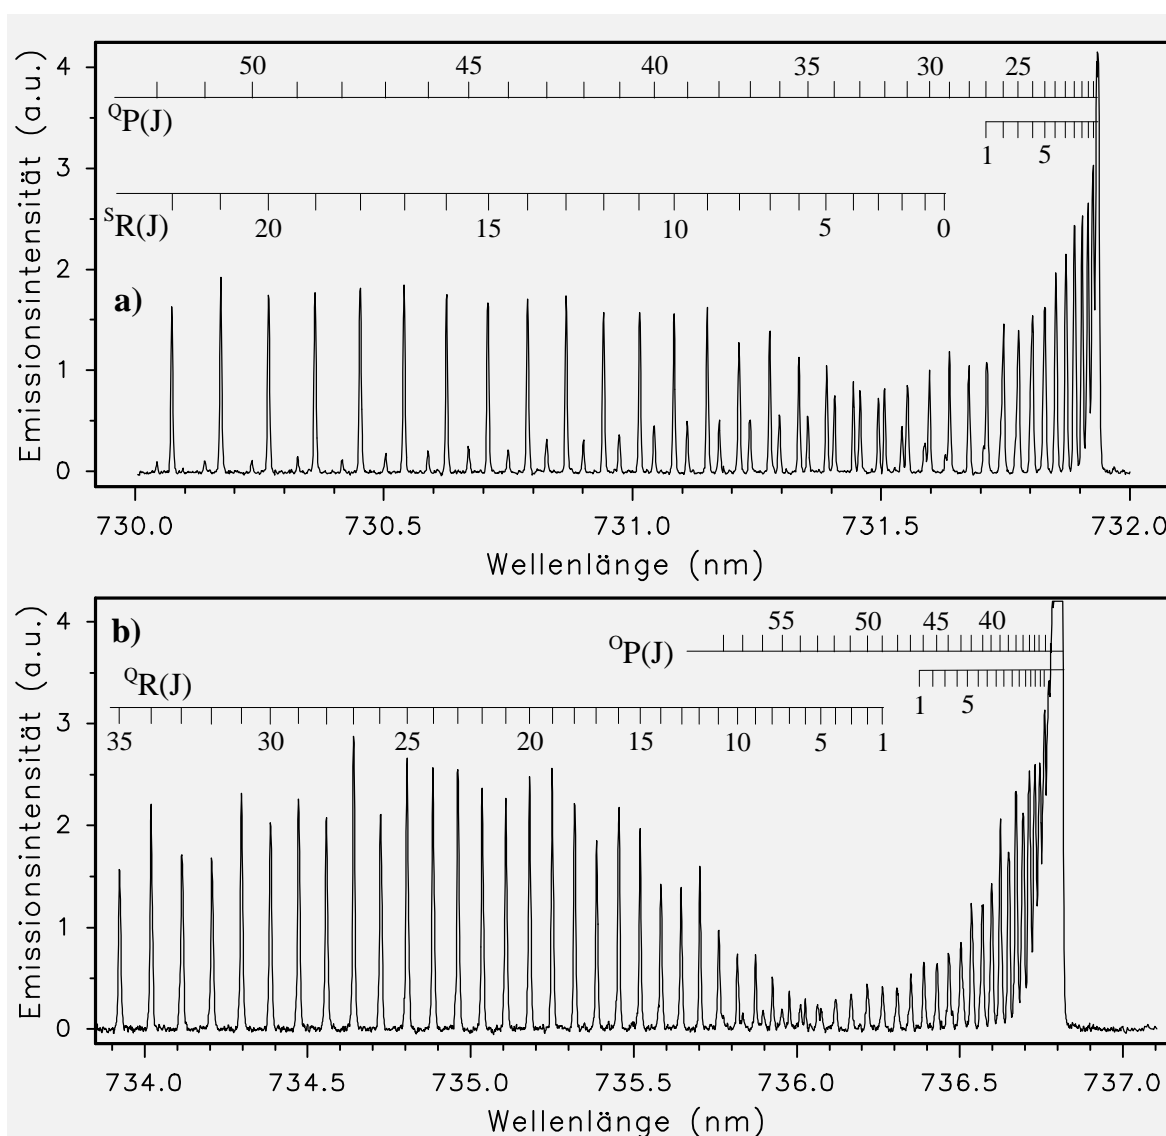 4 50 45 40 35 30 25
QP(J)
1 5
3
SR(J) 20 15 10 5 0
2
a)
1
0
Emissionsintensität (a.u.)
730.0 730.5 731.0 731.5 732.0
Wellenlänge (nm)
b)
4 OP(J) 55 50 45 40
QR(J)
1 5
3
35 30 25 20 15 10 5 1
2
1
0
Emissionsintensität (a.u.)
734.0 734.5 735.0 735.5 736.0 736.5 737.0
Wellenlänge (nm)